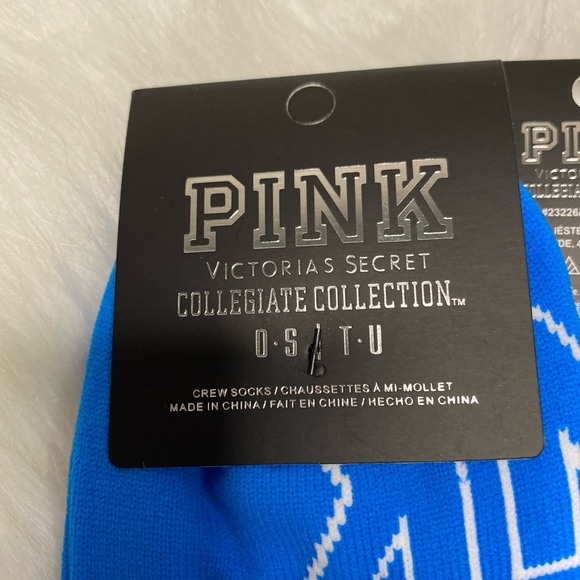 PINK
VICTORIAS SECRET
COLLEGIATE COLLECTION™
O·S T·U
CREW SOCKS / CHAUSSETTES À MI-MOLLET
MADE IN CHINA / FAIT EN CHINE / HECHO EN CHINA
#23226